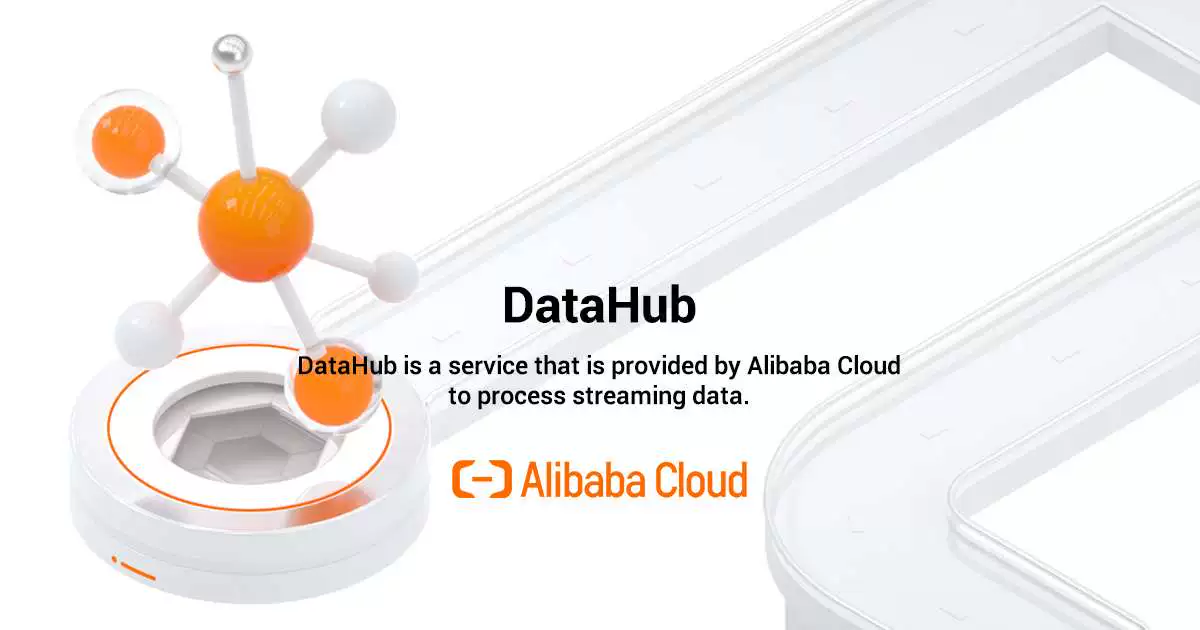 DataHub
DataHub is a service that is provided by Alibaba Cloud
to process streaming data.
Alibaba Cloud